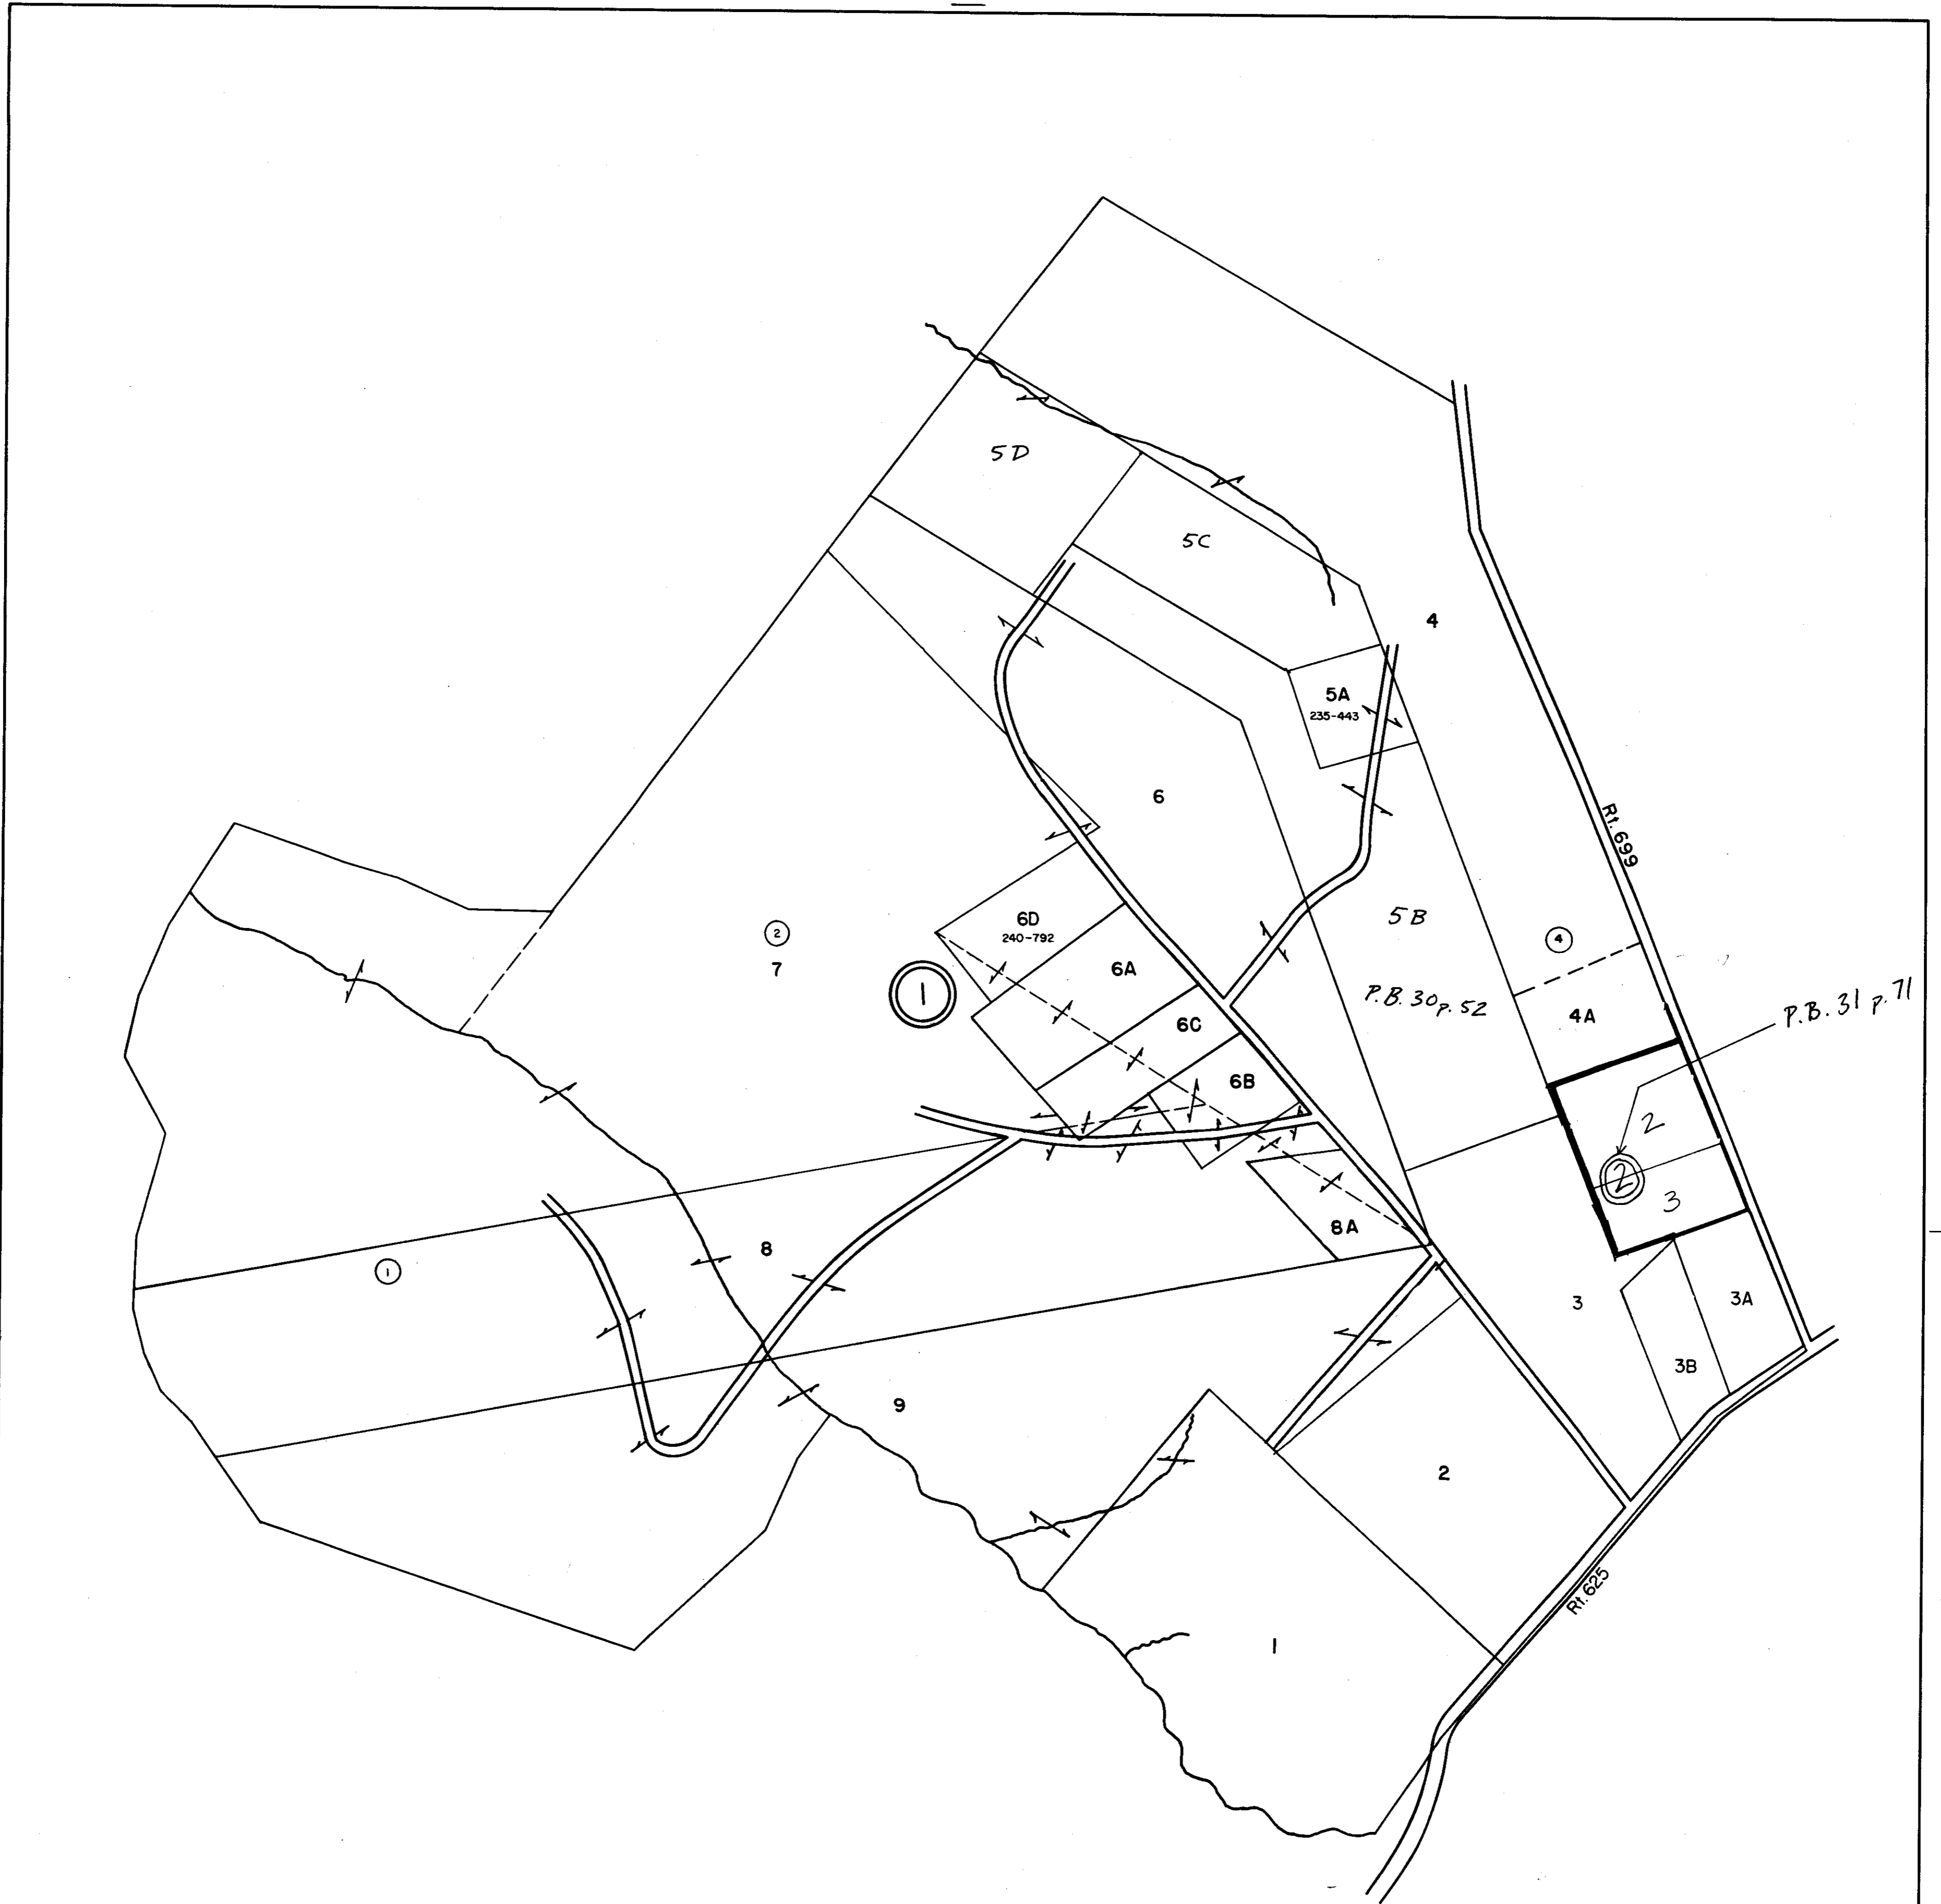 5D
5C
4
5A
235-443
6
Rt. 699
5B
6D
240-792
2
7
4
6A
1
P.B. 30 p. 52
P.B. 31 p. 71
4A
6C
6B
2
2
3
8A
8
1
3
3A
3B
9
2
Rt. 625
1